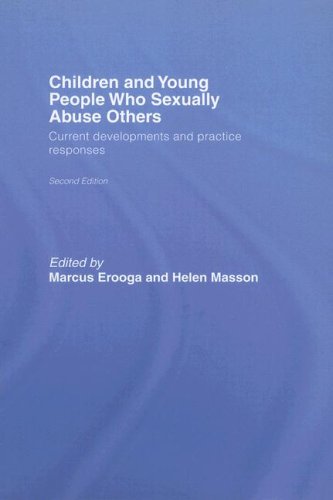 Children and Young
People Who Sexually
Abuse Others
Current developments and practice
responses
Second Edition
Edited by
Marcus Erooga and Helen Masson